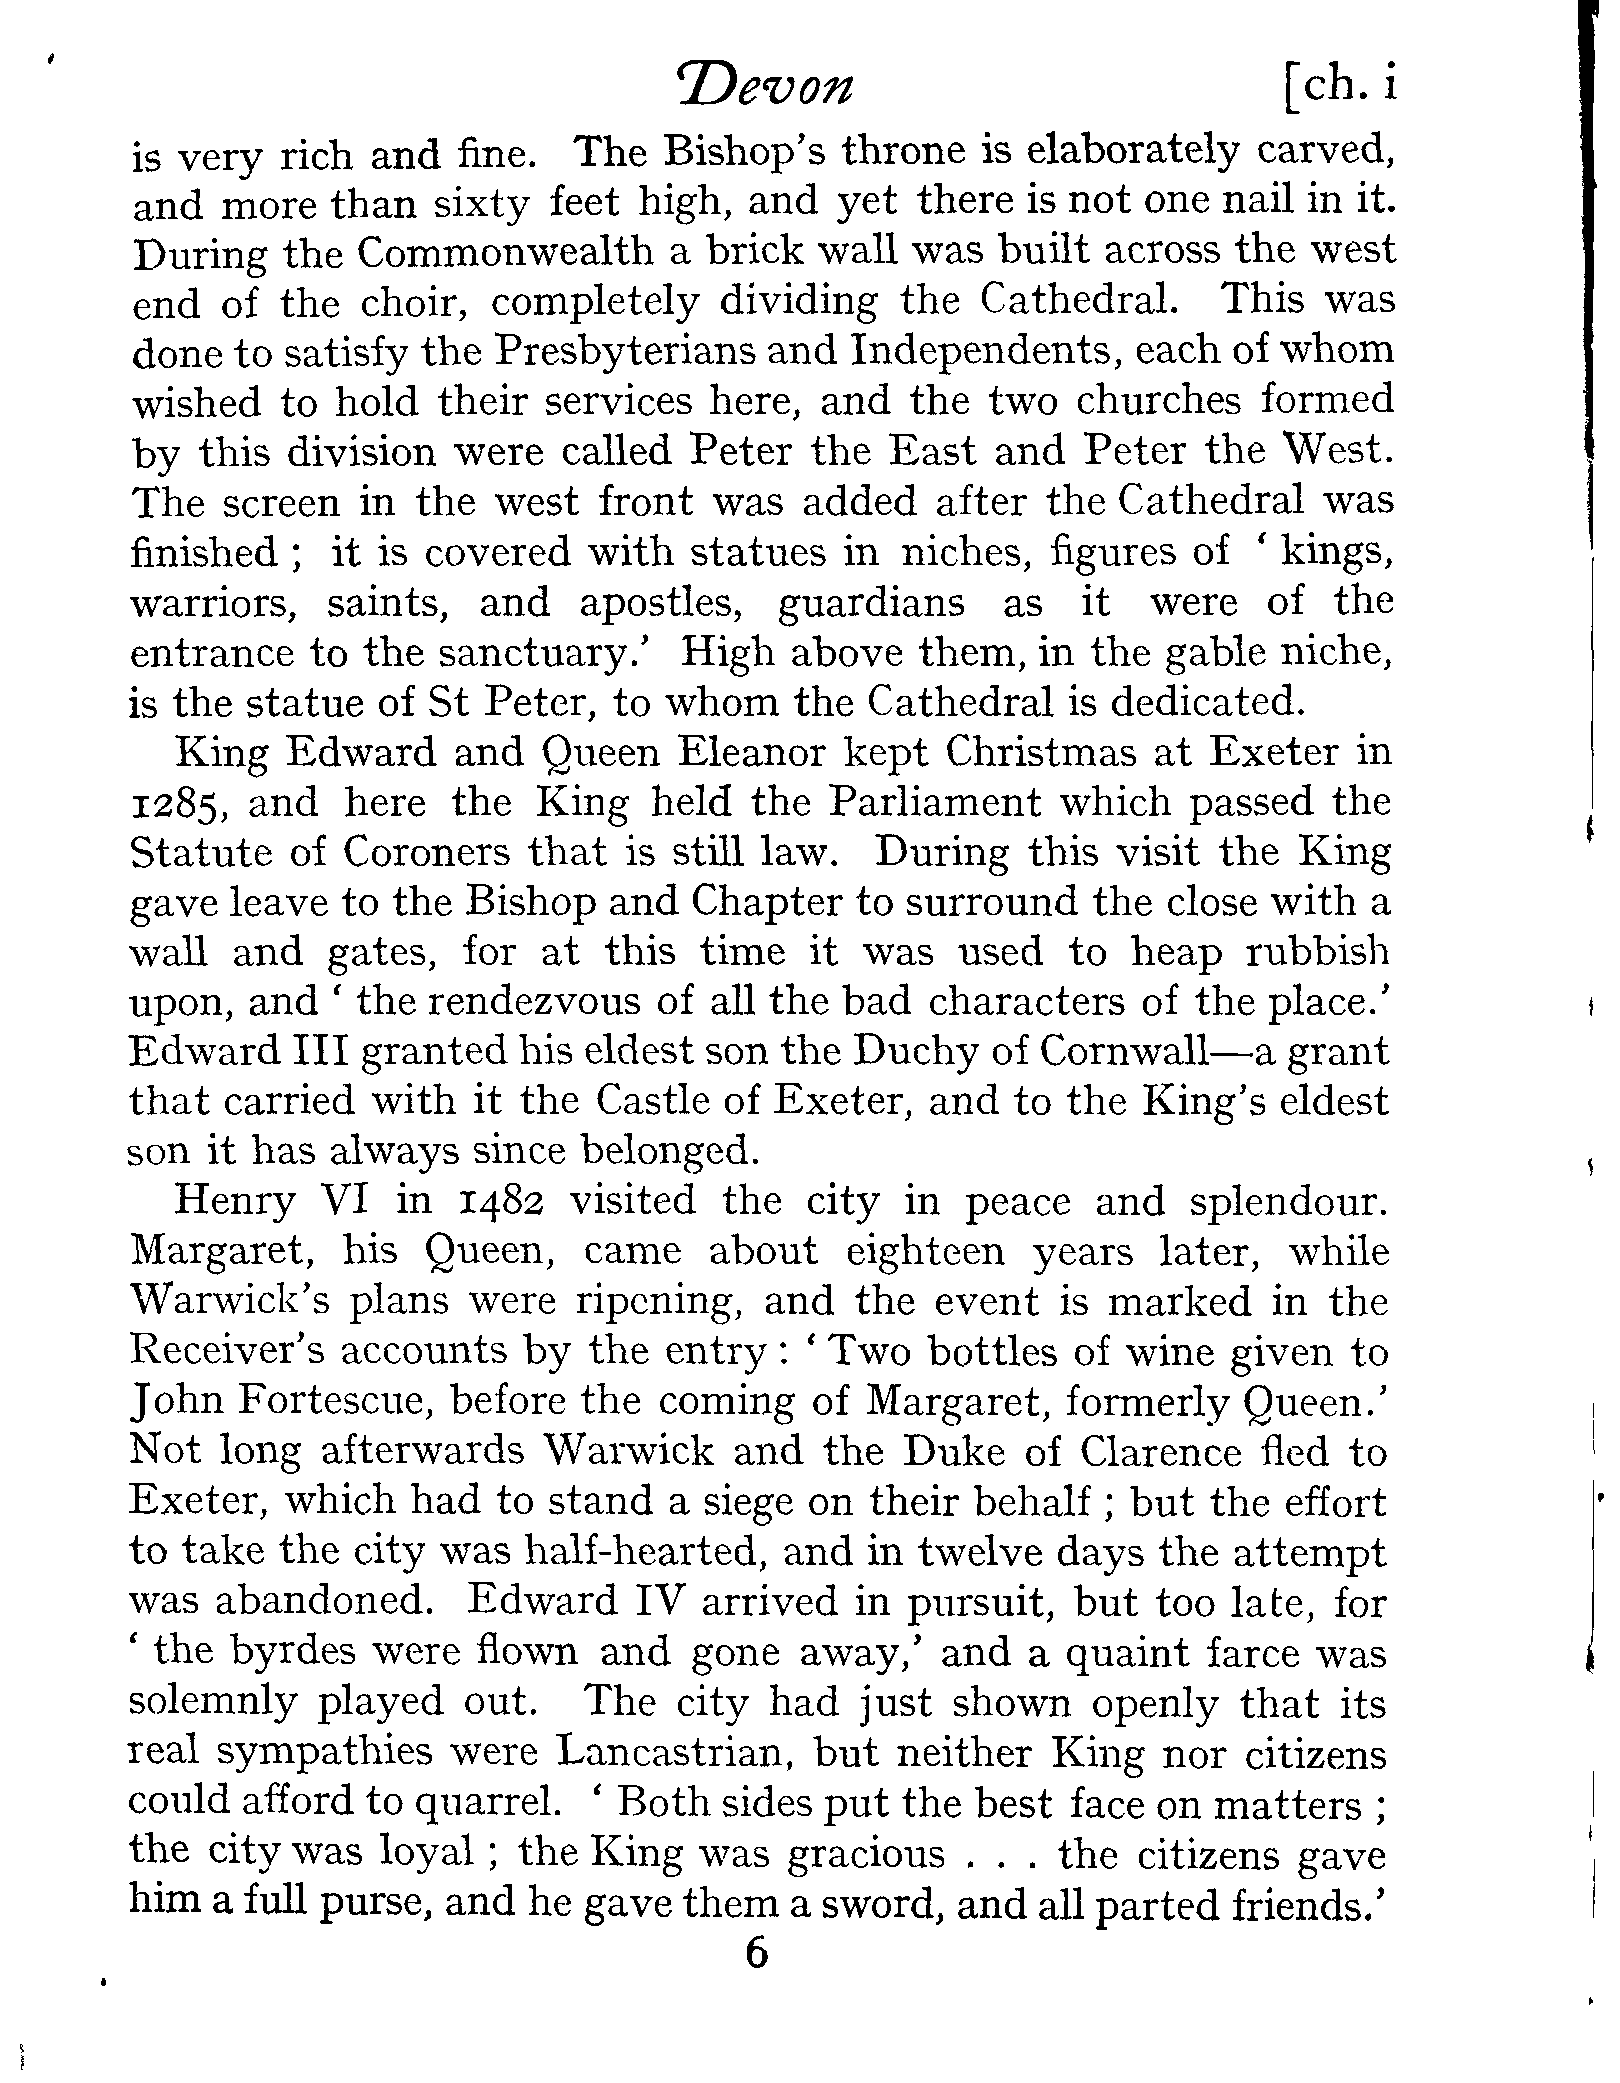 Devon [ch. i
is very rich and fine. The Bishop's throne is elaborately carved,
and more than sixty feet high, and yet there is not one nail in it.
During the Commonwealth a brick wall was built across the west
end of the choir, completely dividing the Cathedral. This was
done to satisfy the Presbyterians and Independents, each of whom
wished to hold their services here, and the two churches formed
by this division were called Peter the East and Peter the West.
The screen in the west front was added after the Cathedral was
finished ; it is covered with statues in niches, figures of ‘ kings,
warriors, saints, and apostles, guardians as it were of the
entrance to the sanctuary.’ High above them, in the gable niche,
is the statue of St Peter, to whom the Cathedral is dedicated.
King Edward and Queen Eleanor kept Christmas at Exeter in
1285, and here the King held the Parliament which passed the
Statute of Coroners that is still law. During this visit the King
gave leave to the Bishop and Chapter to surround the close with a
wall and gates, for at this time it was used to heap rubbish
upon, and ‘ the rendezvous of all the bad characters of the place.’
Edward III granted his eldest son the Duchy of Cornwall—a grant
that carried with it the Castle of Exeter, and to the King's eldest
son it has always since belonged.
Henry VI in 1482 visited the city in peace and splendour.
Margaret, his Queen, came about eighteen years later, while
Warwick's plans were ripening, and the event is marked in the
Receiver's accounts by the entry : ‘ Two bottles of wine given to
John Fortescue, before the coming of Margaret, formerly Queen.’
Not long afterwards Warwick and the Duke of Clarence fled to
Exeter, which had to stand a siege on their behalf ; but the effort
to take the city was half-hearted, and in twelve days the attempt
was abandoned. Edward IV arrived in pursuit, but too late, for
‘ the byrdes were flown and gone away,’ and a quaint farce was
solemnly played out. The city had just shown openly that its
real sympathies were Lancastrian, but neither King nor citizens
could afford to quarrel. ‘ Both sides put the best face on matters ;
the city was loyal ; the King was gracious . . . the citizens gave
him a full purse, and he gave them a sword, and all parted friends.’
6